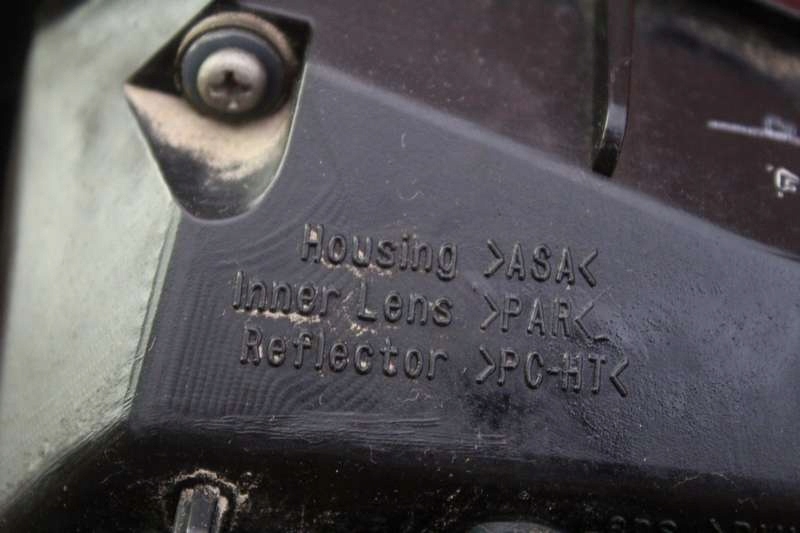 Housing >ASA<
Inner Lens >PAR<
Reflector >PC-HT<